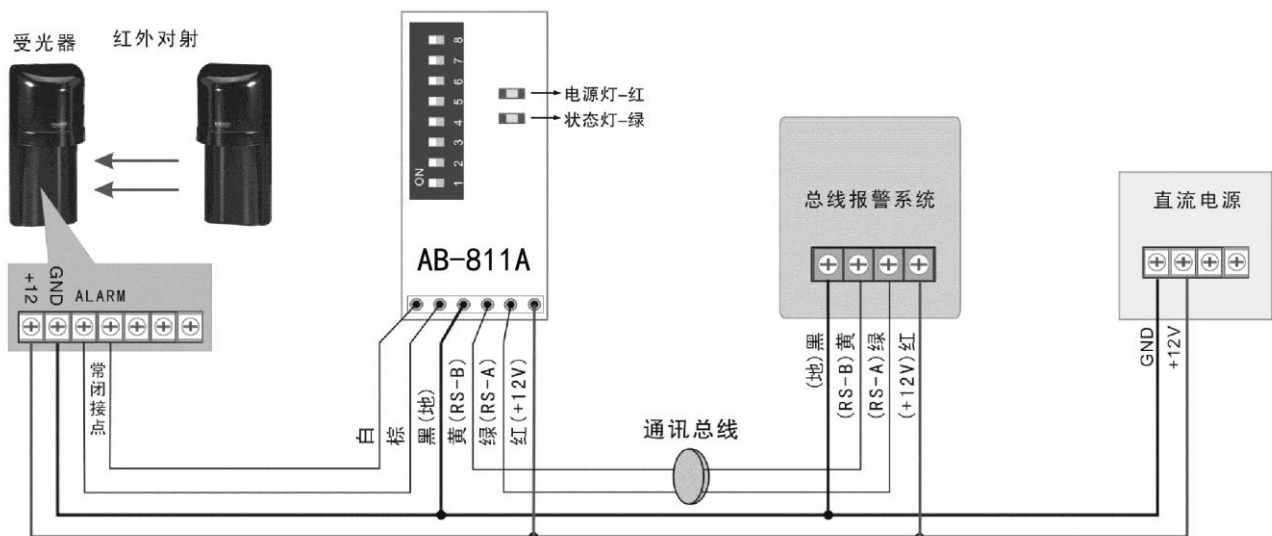 受光器 红外对射
+12
GND
ALARM
常闭接点
ON
1 2 3 4 5 6 7 8
电源灯-红
状态灯-绿
AB-811A
白
棕
黑(地)
黄(RS-B)
绿(RS-A)
红(+12V)
通讯总线
总线报警系统
(地)黑
(RS-B)黄
(RS-A)绿
(+12V)红
直流电源
GND
+12V